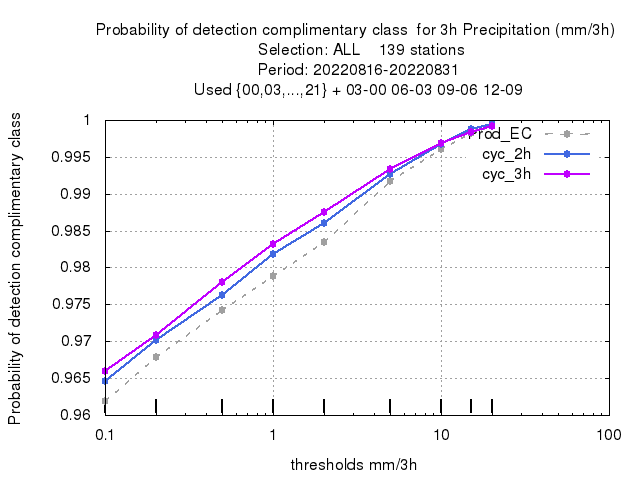 Probability of detection complimentary class  for 3h Precipitation (mm/3h)
Selection: ALL    139 stations
Period: 20220816-20220831
Used {00,03,...,21} + 03-00 06-03 09-06 12-09
Probability of detection complimentary class
1
0.995
0.99
0.985
0.98
0.975
0.97
0.965
0.96
Prod_EC
cyc_2h
cyc_3h
0.1
1
10
100
thresholds mm/3h